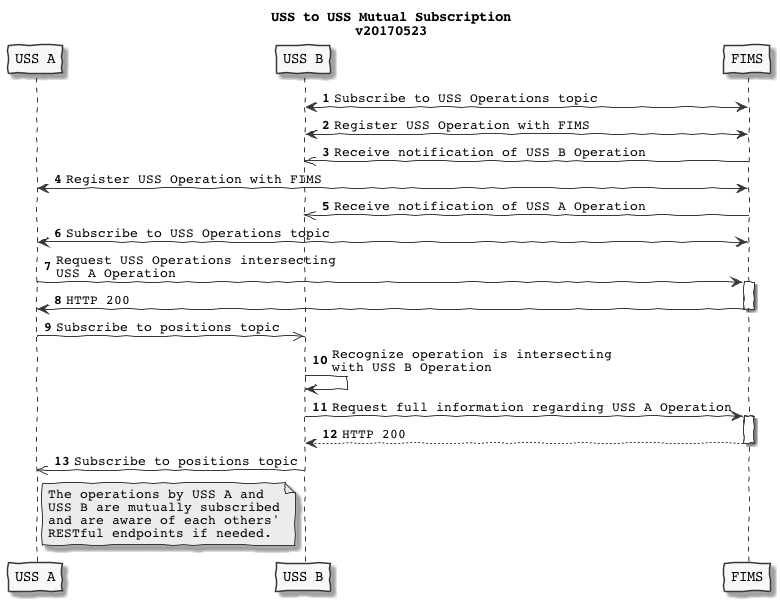 USS to USS Mutual Subscription
v20170523
USS A
USS B
FIMS
1 Subscribe to USS Operations topic
2 Register USS Operation with FIMS
3 Receive notification of USS B Operation
4 Register USS Operation with FIMS
5 Receive notification of USS A Operation
6 Subscribe to USS Operations topic
7 Request USS Operations intersecting
USS A Operation
8 HTTP 200
9 Subscribe to positions topic
10 Recognize operation is intersecting
with USS B Operation
11 Request full information regarding USS A Operation
12 HTTP 200
13 Subscribe to positions topic
The operations by USS A and
USS B are mutually subscribed
and are aware of each others'
RESTful endpoints if needed.
USS A
USS B
FIMS